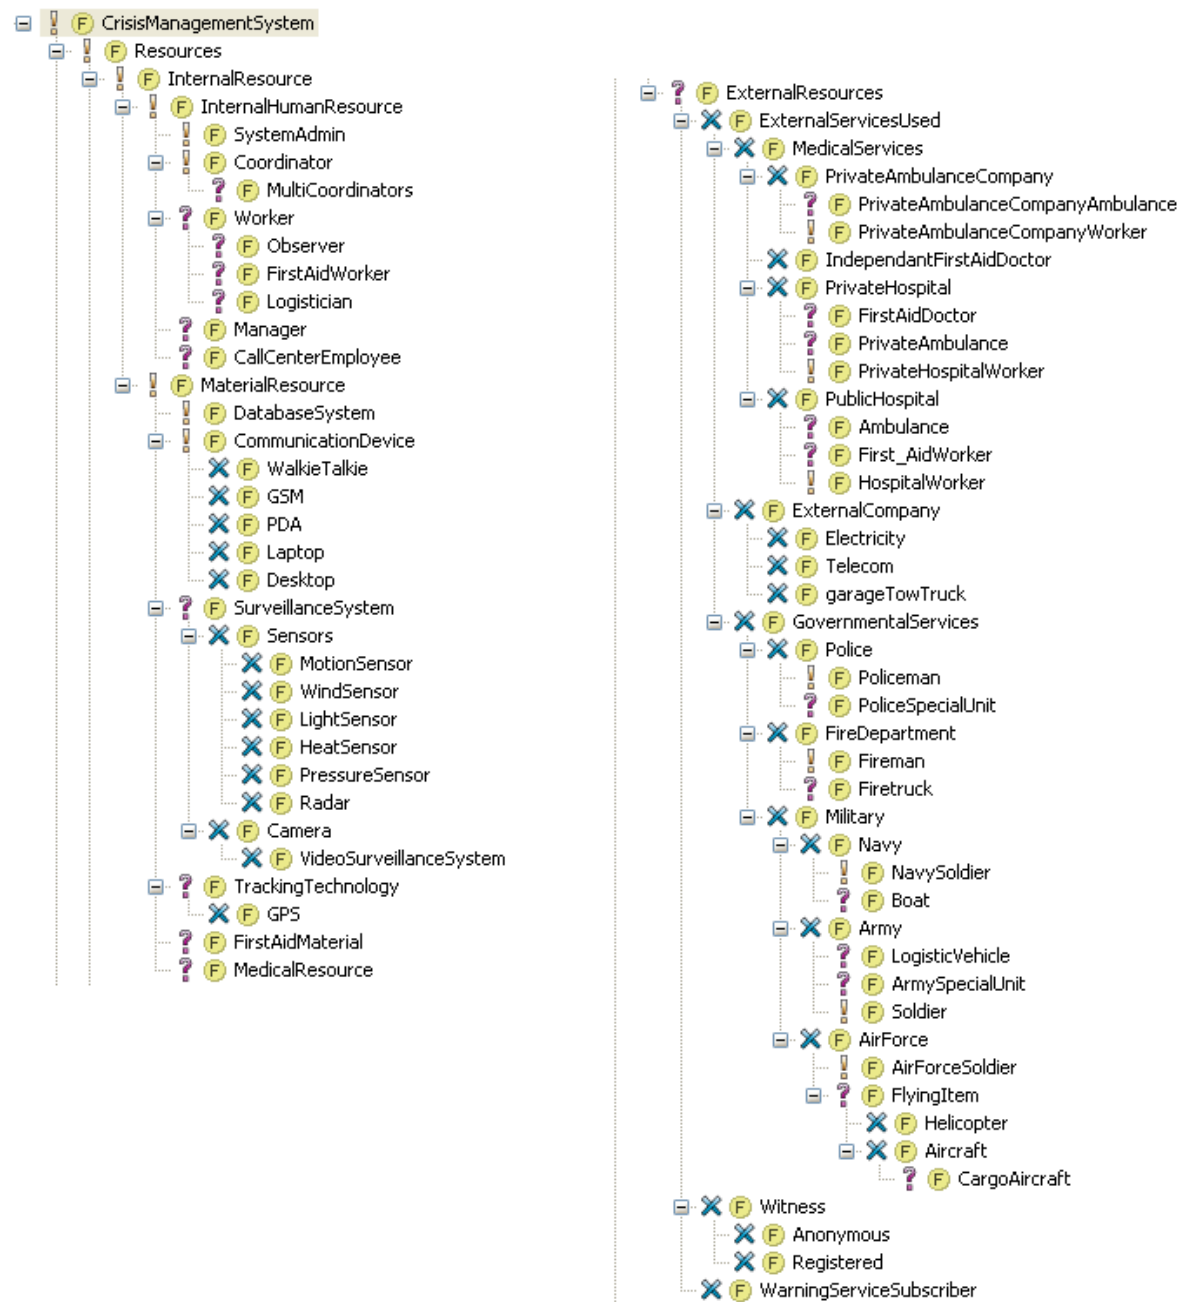 CrisisManagementSystem
Resources
InternalResource
InternalHumanResource
SystemAdmin
Coordinator
MultiCoordinators
Worker
Observer
FirstAidWorker
Logistician
Manager
CallCenterEmployee
MaterialResource
DatabaseSystem
CommunicationDevice
WalkieTalkie
GSM
PDA
Laptop
Desktop
SurveillanceSystem
Sensors
MotionSensor
WindSensor
LightSensor
HeatSensor
PressureSensor
Radar
Camera
VideoSurveillanceSystem
TrackingTechnology
GPS
FirstAidMaterial
MedicalResource
ExternalResources
ExternalServicesUsed
MedicalServices
PrivateAmbulanceCompany
PrivateAmbulanceCompanyAmbulance
PrivateAmbulanceCompanyWorker
IndependantFirstAidDoctor
PrivateHospital
FirstAidDoctor
PrivateAmbulance
PrivateHospitalWorker
PublicHospital
Ambulance
First_AidWorker
HospitalWorker
ExternalCompany
Electricity
Telecom
garageTowTruck
GovernmentalServices
Police
Policeman
PoliceSpecialUnit
FireDepartment
Fireman
Firetruck
Military
Navy
NavySoldier
Boat
Army
LogisticVehicle
ArmySpecialUnit
Soldier
AirForce
AirForceSoldier
FlyingItem
Helicopter
Aircraft
CargoAircraft
Witness
Anonymous
Registered
WarningServiceSubscriber